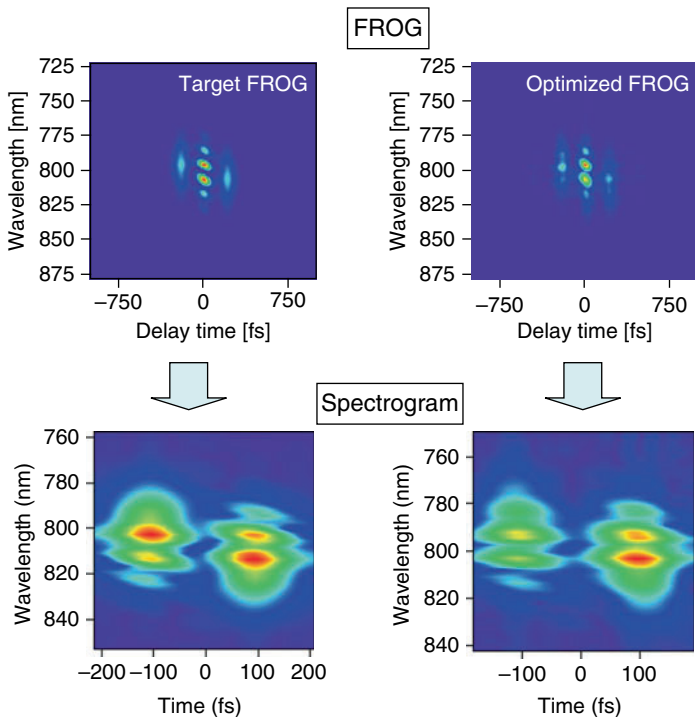 FROG
Target FROG
Wavelength [nm]
725
750
775
800
825
850
875
−750 0 750
Delay time [fs]
Optimized FROG
Wavelength [nm]
725
750
775
800
825
850
875
−750 0 750
Delay time [fs]
Spectrogram
Wavelength (nm)
760
780
800
820
840
−200 −100 0 100 200
Time (fs)
Wavelength (nm)
760
780
800
820
840
−100 0 100
Time (fs)